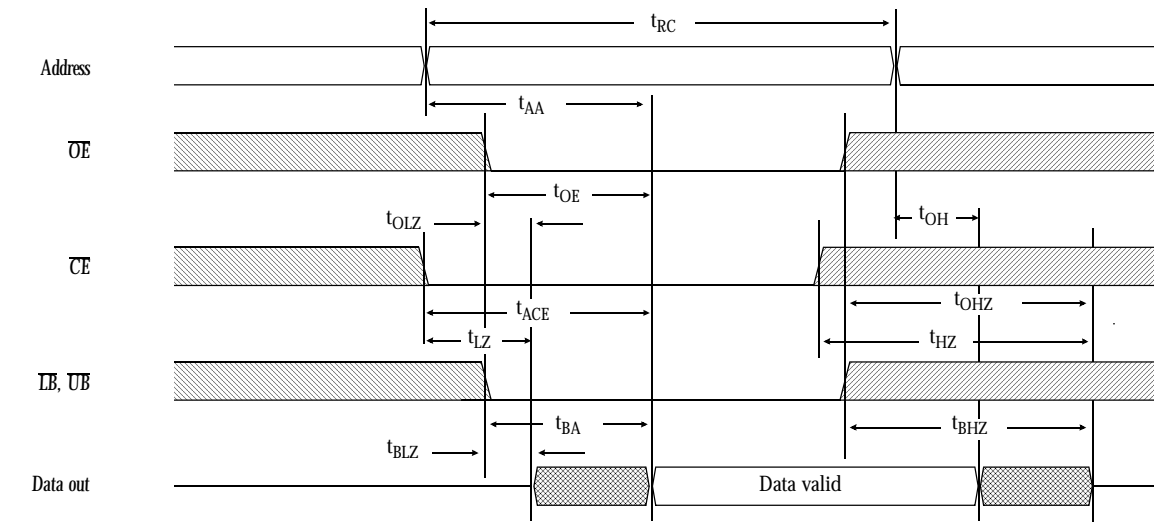 tRC
Address
tAA
OE
tOE
tOLZ
tOH
CE
tACE
tOHZ
tLZ
tHZ
LB, UB
tBA
tBHZ
tBLZ
Data out
Data valid